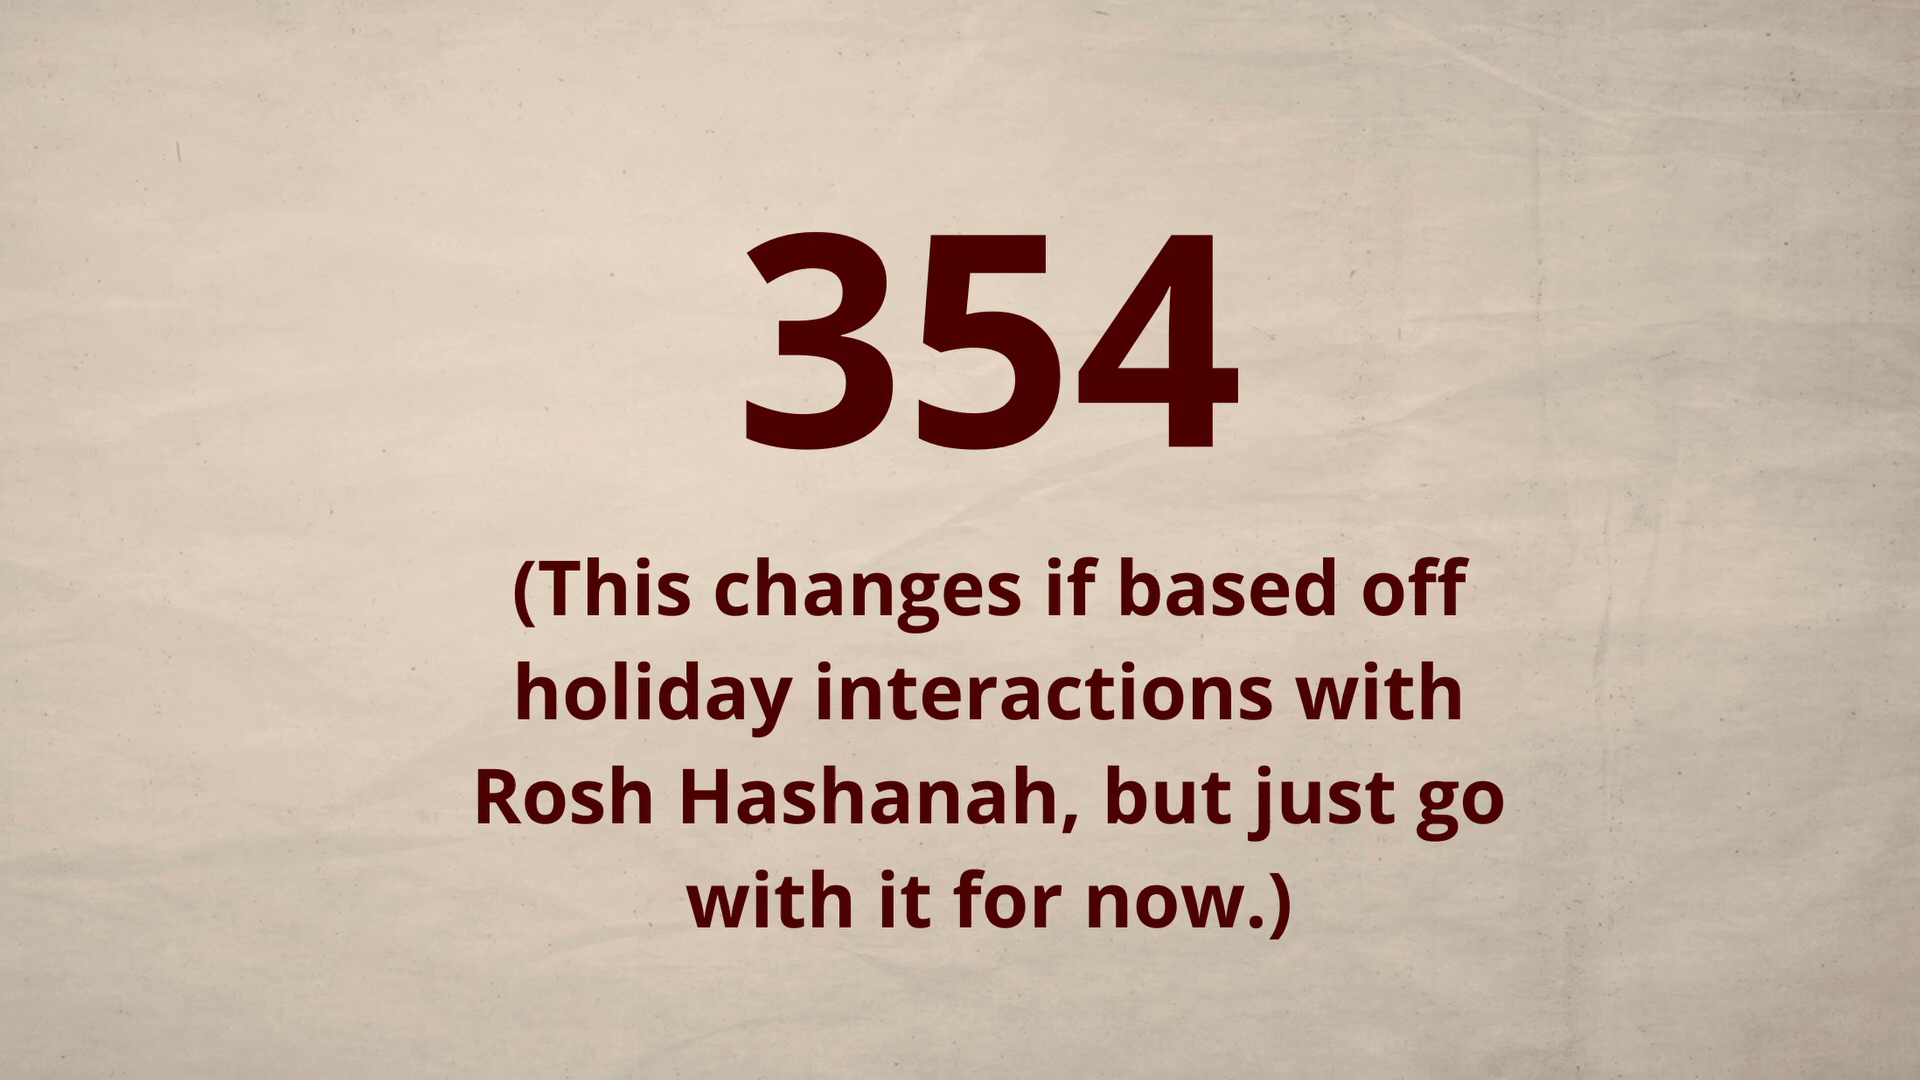 354
(This changes if based off
holiday interactions with
Rosh Hashanah, but just go
with it for now.)